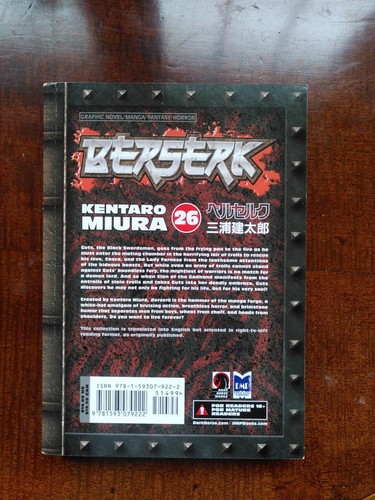 GRAPHIC NOVEL/MANGA FANTASY/HORROR
BERSERK
KENTARO
MIURA
26
ベルセルク
三浦建太郎
Guts, the Black Swordsman, goes from the frying pan to the fire as he
must enter the mating chamber in the horrifying lair of trolls to rescue
his love, Casca, and the Lady Farnese from the loathsome attentions
of the hideous beasts. But while even an army of trolls cannot stand
against Guts' boundless fury, the mightiest of warriors is no match for
a demon lord. And so when Slan of the Godhand manifests from the
entrails of slain trolls and takes Guts into her deadly embrace, Guts
discovers he may not only be fighting for his life, but for his very soul!
Created by Kentaro Miura, Berserk is the hammer of the manga forge, a
white-hot amalgam of bruising action, breathless horror, and mischievous
humor that separates men from boys, wheat from chaff, and heads from
shoulders. Do you want to live forever?
This collection is translated into English but oriented in right-to-left
reading format, as originally published.
ISBN 978-1-59307-922-2
51499
9 781593 079222
DARK
HORSE
MANGA
DMP
FOR READERS 18+
FOR MATURE
READERS
DarkHorse.com
DMPBooks.com